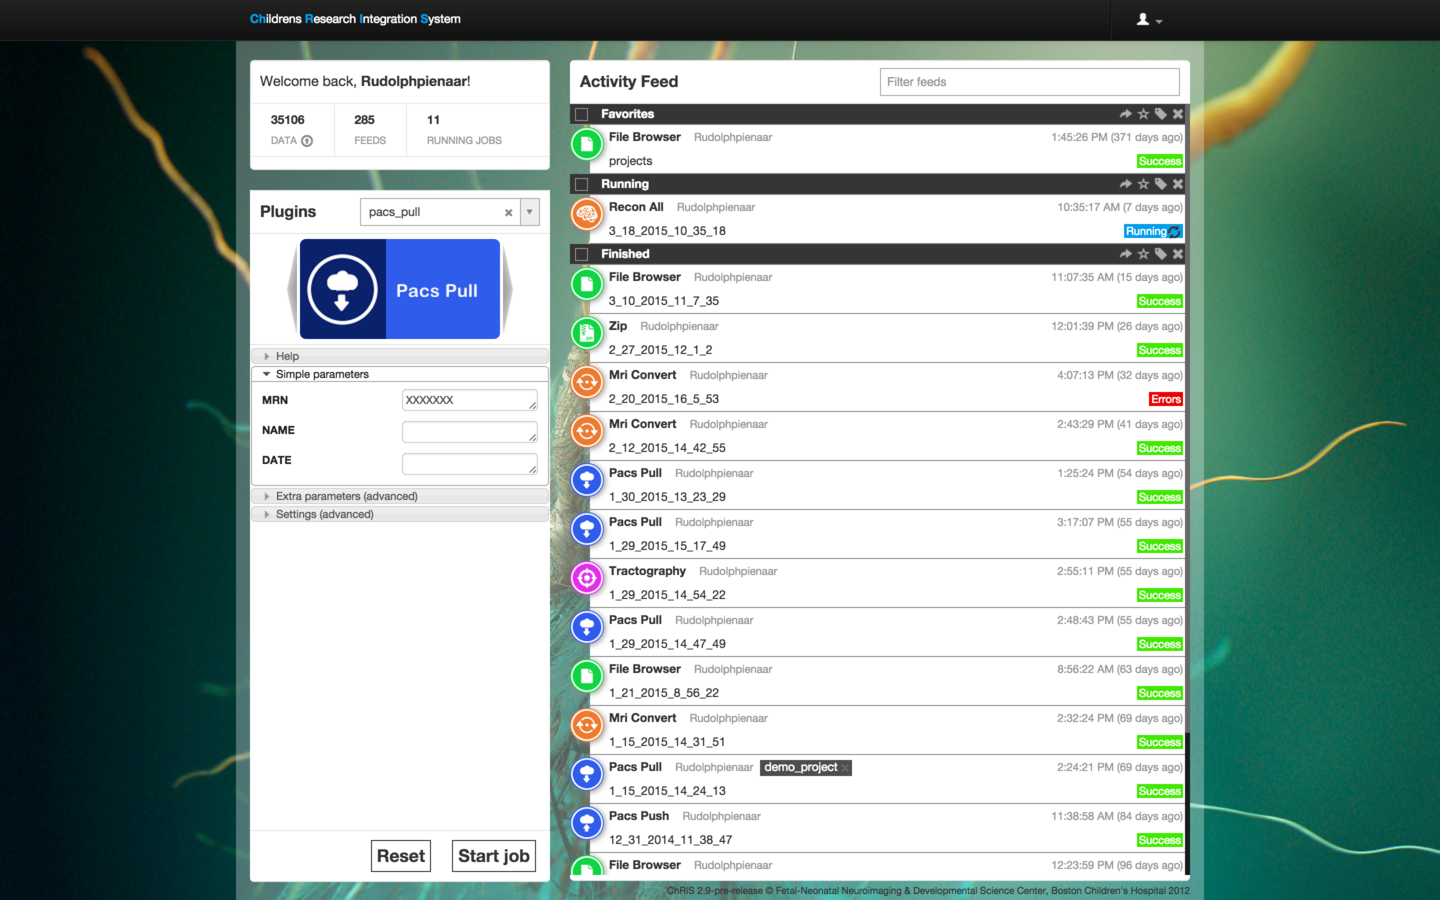 Childrens Research Integration System
Welcome back, Rudolphpienaar!
35106 285 11
DATA FEEDS RUNNING JOBS
Plugins pacs_pull
Pacs Pull
Help
Simple parameters
MRN XXXXXXX
NAME
DATE
Extra parameters (advanced)
Settings (advanced)
Reset Start job
Activity Feed Filter feeds
Favorites
File Browser Rudolphpienaar 1:45:26 PM (371 days ago)
projects Success
Running
Recon All Rudolphpienaar 10:35:17 AM (7 days ago)
3_18_2015_10_35_18 Running
Finished
File Browser Rudolphpienaar 11:07:35 AM (15 days ago)
3_10_2015_11_7_35 Success
Zip Rudolphpienaar 12:01:39 PM (26 days ago)
2_27_2015_12_1_2 Success
Mri Convert Rudolphpienaar 4:07:13 PM (32 days ago)
2_20_2015_16_5_53 Errors
Mri Convert Rudolphpienaar 2:43:29 PM (41 days ago)
2_12_2015_14_42_55 Success
Pacs Pull Rudolphpienaar 1:25:24 PM (54 days ago)
1_30_2015_13_23_29 Success
Pacs Pull Rudolphpienaar 3:17:07 PM (55 days ago)
1_29_2015_15_17_49 Success
Tractography Rudolphpienaar 2:55:11 PM (55 days ago)
1_29_2015_14_54_22 Success
Pacs Pull Rudolphpienaar 2:48:43 PM (55 days ago)
1_29_2015_14_47_49 Success
File Browser Rudolphpienaar 8:56:22 AM (63 days ago)
1_21_2015_8_56_22 Success
Mri Convert Rudolphpienaar 2:32:24 PM (69 days ago)
1_15_2015_14_31_51 Success
Pacs Pull Rudolphpienaar demo_project 2:24:21 PM (69 days ago)
1_15_2015_14_24_13 Success
Pacs Push Rudolphpienaar 11:38:58 AM (84 days ago)
12_31_2014_11_38_47 Success
File Browser Rudolphpienaar 12:23:59 PM (96 days ago)
ChRIS 2.9-pre-release © Fetal-Neonatal Neuroimaging & Developmental Science Center, Boston Children's Hospital 2012